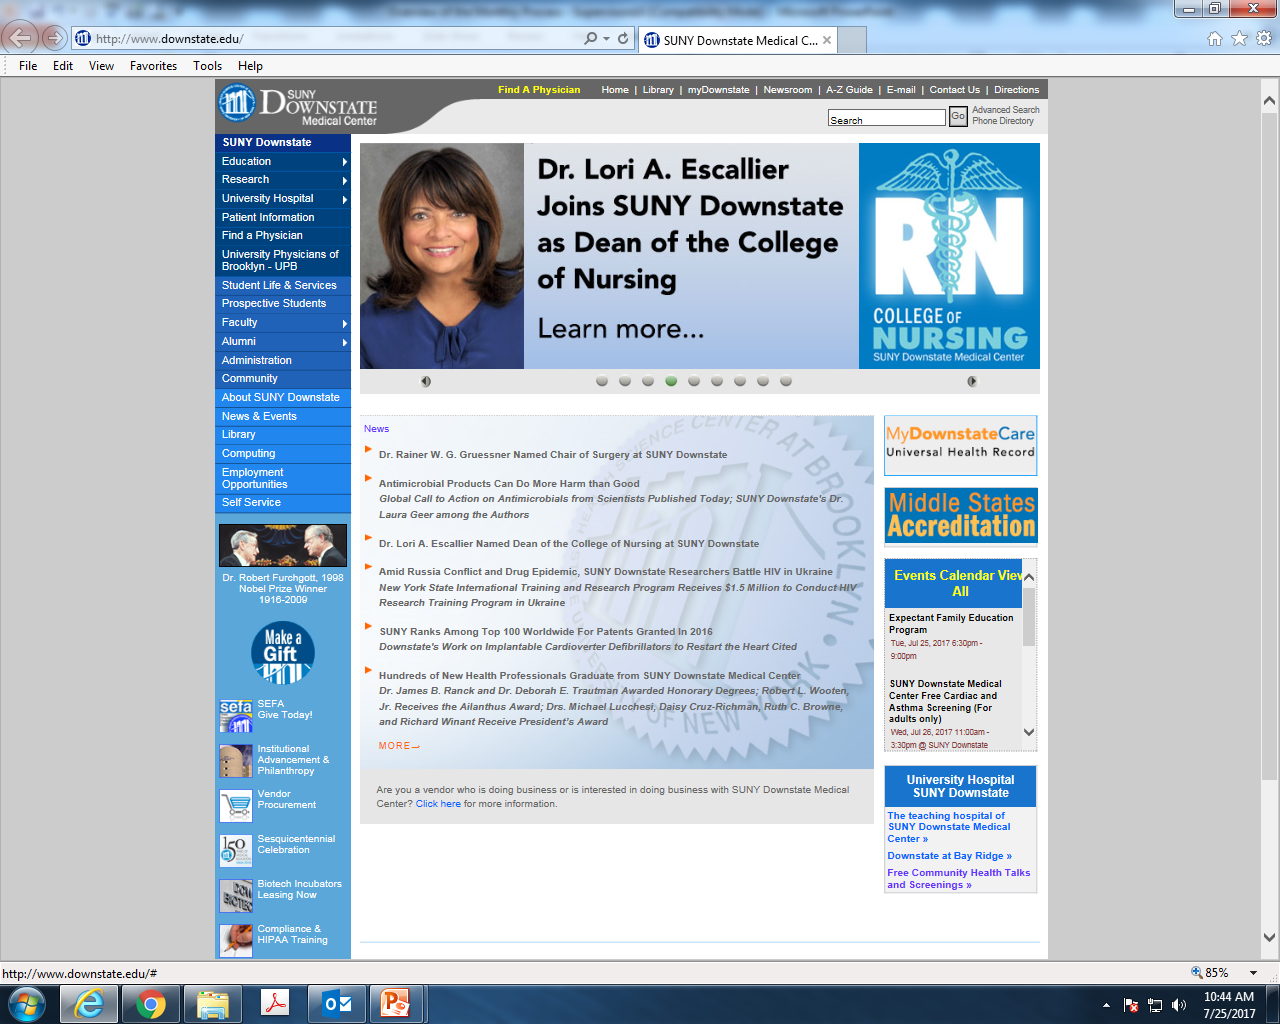 http://www.downstate.edu/
SUNY Downstate Medical C...
File Edit View Favorites Tools Help
SUNY
DOWNSTATE
Medical Center
Find A Physician Home | Library | myDownstate | Newsroom | A-Z Guide | E-mail | Contact Us | Directions
Search Go Advanced Search
Phone Directory
SUNY Downstate
Education
Research
University Hospital
Patient Information
Find a Physician
University Physicians of
Brooklyn - UPB
Student Life & Services
Prospective Students
Faculty
Alumni
Administration
Community
About SUNY Downstate
News & Events
Library
Computing
Employment
Opportunities
Self Service
Dr. Robert Furchgott, 1998
Nobel Prize Winner
1916-2009
Make a
Gift
sefa
SEFA
Give Today!
Institutional
Advancement &
Philanthropy
Vendor
Procurement
150
Sesquicentennial
Celebration
Biotech Incubators
Leasing Now
Compliance &
HIPAA Training
Dr. Lori A. Escallier
Joins SUNY Downstate
as Dean of the College
of Nursing
Learn more...
RN
COLLEGE OF
NURSING
SUNY Downstate Medical Center
News
Dr. Rainer W. G. Gruessner Named Chair of Surgery at SUNY Downstate
Antimicrobial Products Can Do More Harm than Good
Global Call to Action on Antimicrobials from Scientists Published Today; SUNY Downstate's Dr.
Laura Geer among the Authors
Dr. Lori A. Escallier Named Dean of the College of Nursing at SUNY Downstate
Amid Russia Conflict and Drug Epidemic, SUNY Downstate Researchers Battle HIV in Ukraine
New York State International Training and Research Program Receives $1.5 Million to Conduct HIV
Research Training Program in Ukraine
SUNY Ranks Among Top 100 Worldwide For Patents Granted In 2016
Downstate's Work on Implantable Cardioverter Defibrillators to Restart the Heart Cited
Hundreds of New Health Professionals Graduate from SUNY Downstate Medical Center
Dr. James B. Ranck and Dr. Deborah E. Trautman Awarded Honorary Degrees; Robert L. Wooten,
Jr. Receives the Ailanthus Award; Drs. Michael Lucchesi, Daisy Cruz-Richman, Ruth C. Browne,
and Richard Winant Receive President's Award
MORE
Are you a vendor who is doing business or is interested in doing business with SUNY Downstate Medical
Center? Click here for more information.
MyDownstateCare
Universal Health Record
Middle States
Accreditation
Events Calendar View
All
Expectant Family Education
Program
Tue, Jul 25, 2017 6:30pm -
9:00pm
SUNY Downstate Medical
Center Free Cardiac and
Asthma Screening (For
adults only)
Wed, Jul 26, 2017 11:00am -
3:30pm @ SUNY Downstate
University Hospital
SUNY Downstate
The teaching hospital of
SUNY Downstate Medical
Center »
Downstate at Bay Ridge »
Free Community Health Talks
and Screenings »
http://www.downstate.edu/#
85%
10:44 AM
7/25/2017